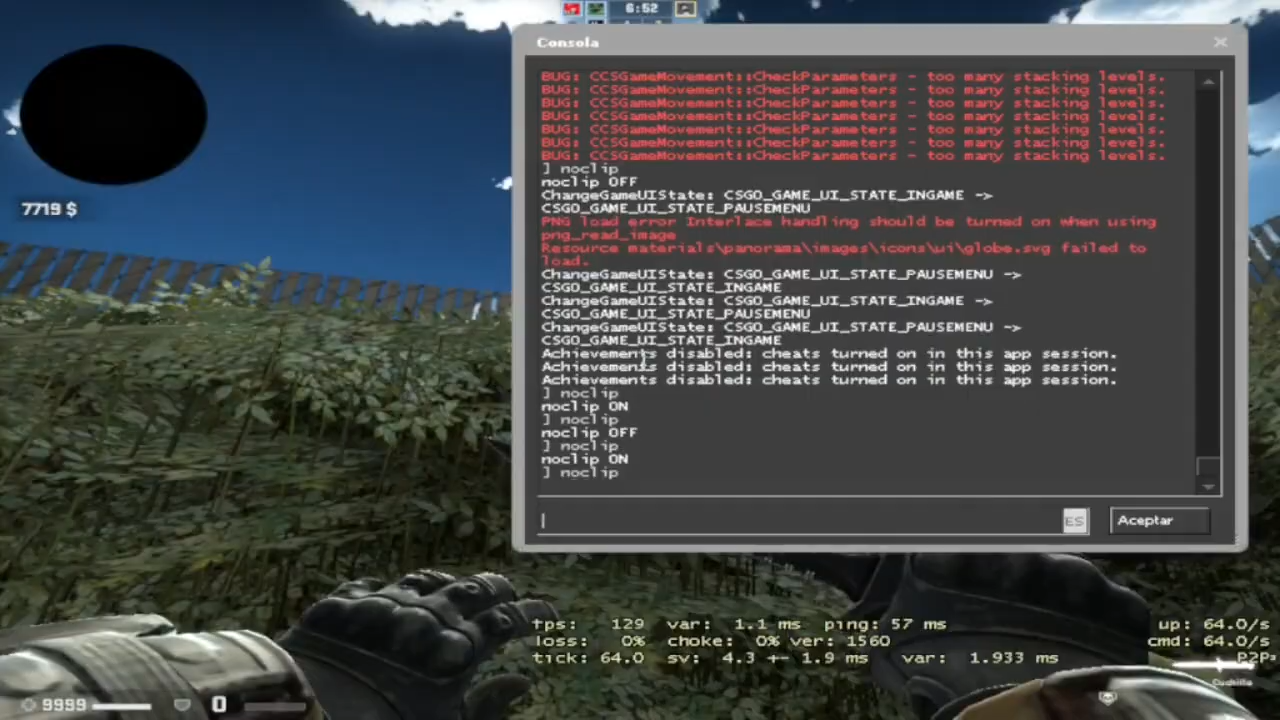 6:52
Consola
BUG: CCSGameMovement::CheckParameters - too many stacking levels.
BUG: CCSGameMovement::CheckParameters - too many stacking levels.
BUG: CCSGameMovement::CheckParameters - too many stacking levels.
BUG: CCSGameMovement::CheckParameters - too many stacking levels.
BUG: CCSGameMovement::CheckParameters - too many stacking levels.
BUG: CCSGameMovement::CheckParameters - too many stacking levels.
BUG: CCSGameMovement::CheckParameters - too many stacking levels.
] noclip
noclip OFF
ChangeGameUIState: CSGO_GAME_UI_STATE_INGAME ->
CSGO_GAME_UI_STATE_PAUSEMENU
PNG load error Interlace handling should be turned on when using
png_read_image
Resource materials\panorama\images\icons\ui\globe.svg failed to
load.
ChangeGameUIState: CSGO_GAME_UI_STATE_PAUSEMENU ->
CSGO_GAME_UI_STATE_INGAME
ChangeGameUIState: CSGO_GAME_UI_STATE_INGAME ->
CSGO_GAME_UI_STATE_PAUSEMENU
ChangeGameUIState: CSGO_GAME_UI_STATE_PAUSEMENU ->
CSGO_GAME_UI_STATE_INGAME
Achievements disabled: cheats turned on in this app session.
Achievements disabled: cheats turned on in this app session.
Achievements disabled: cheats turned on in this app session.
] noclip
noclip ON
] noclip
noclip OFF
] noclip
noclip ON
] noclip
ES
Aceptar
7719 $
tps: 129 var: 1.1 ms ping: 57 ms
loss: 0% choke: 0% ver: 1560
tick: 64.0 sv: 4.3 +- 1.9 ms var: 1.933 ms
up: 64.0/s
cmd: 64.0/s
P2P
Cuchilla
9999
0